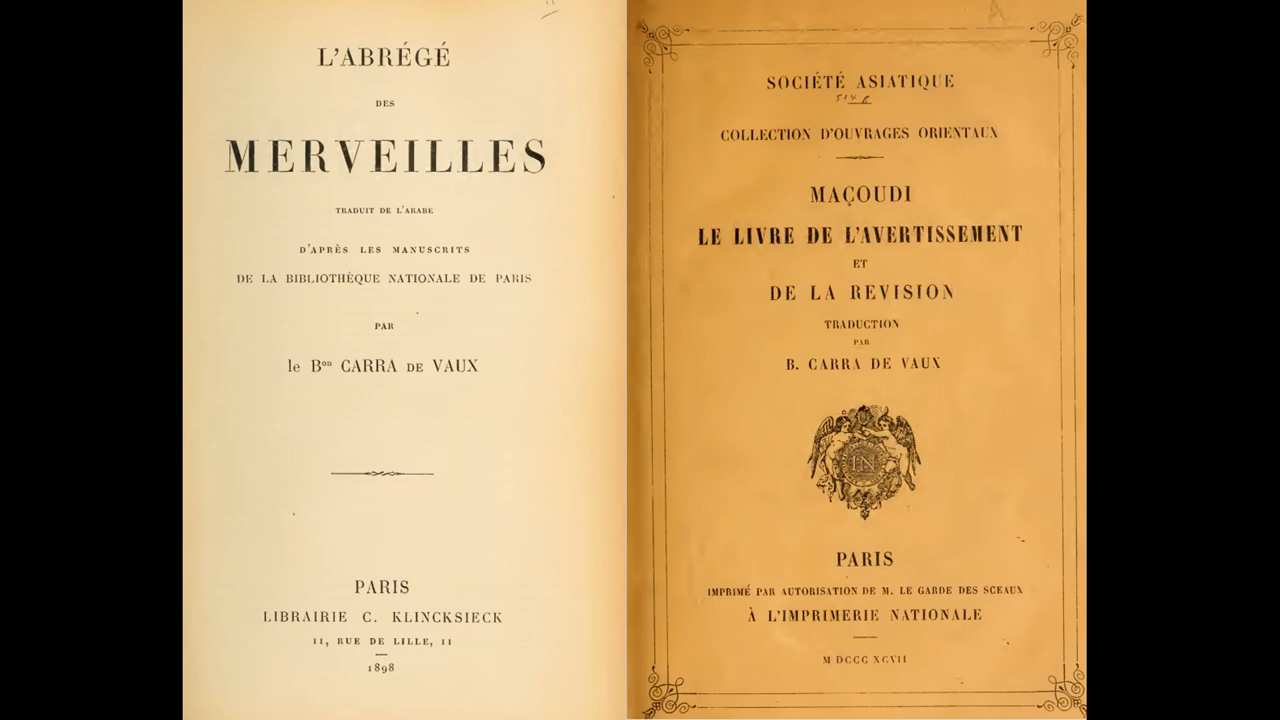 L'ABRÉGÉ
DES
MERVEILLES
TRADUIT DE L'ARABE
D'APRÈS LES MANUSCRITS
DE LA BIBLIOTHÈQUE NATIONALE DE PARIS
PAR
le Bon CARRA DE VAUX
PARIS
LIBRAIRIE C. KLINCKSIECK
11, RUE DE LILLE, 11
1898
SOCIÉTÉ ASIATIQUE
COLLECTION D'OUVRAGES ORIENTAUX
MAÇOUDI
LE LIVRE DE L'AVERTISSEMENT
ET
DE LA REVISION
TRADUCTION
PAR
B. CARRA DE VAUX
IN
PARIS
IMPRIMÉ PAR AUTORISATION DE M. LE GARDE DES SCEAUX
À L'IMPRIMERIE NATIONALE
M DCCC XCVII